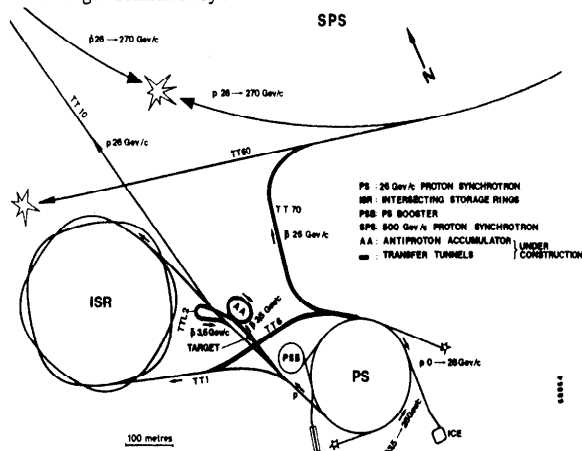 SPS
p̄ 26 → 270 Gev/c
p 26 → 270 Gev/c
N
TT 10
p 26 Gev/c
TT60
TT 70
p̄ 26 Gev/c
PS : 26 Gev/c PROTON SYNCHROTRON
ISR : INTERSECTING STORAGE RINGS
PSB: PS BOOSTER
SPS: 500 GeV/c PROTON SYNCHROTRON
AA : ANTIPROTON ACCUMULATOR
TRANSFER TUNNELS
UNDER CONSTRUCTION
ISR
TTL2
AA
p̄ 3,5 Gev/c
p̄ 3,5 Gev/c
TARGET
TT6
PSB
PS
p 0 → 26 Gev/c
TT1
p
ICE
100 metres